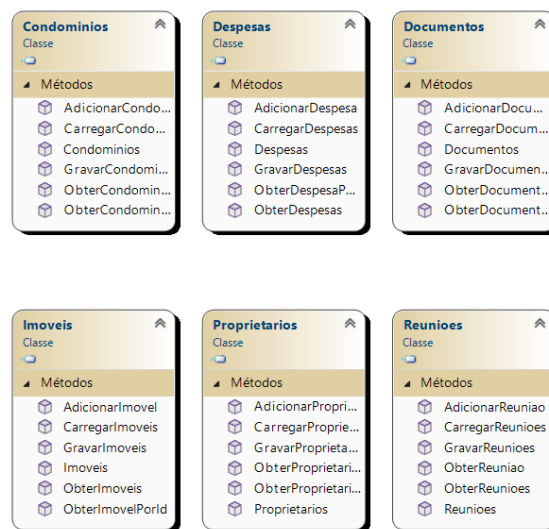 Condominios
Classe
Métodos
AdicionarCondo...
CarregarCondo...
Condominios
GravarCondomi...
ObterCondomin...
ObterCondomin...
Despesas
Classe
Métodos
AdicionarDespesa
CarregarDespesas
Despesas
GravarDespesas
ObterDespesaP...
ObterDespesas
Documentos
Classe
Métodos
AdicionarDocu...
CarregarDocum...
Documentos
GravarDocumen...
ObterDocument...
ObterDocument...
Imoveis
Classe
Métodos
AdicionarImovel
CarregarImoveis
GravarImoveis
Imoveis
ObterImoveis
ObterImovelPorId
Proprietarios
Classe
Métodos
AdicionarPropri...
CarregarProprie...
GravarProprieta...
ObterProprietari...
ObterProprietari...
Proprietarios
Reunioes
Classe
Métodos
AdicionarReuniao
CarregarReunioes
GravarReunioes
ObterReuniao
ObterReunioes
Reunioes